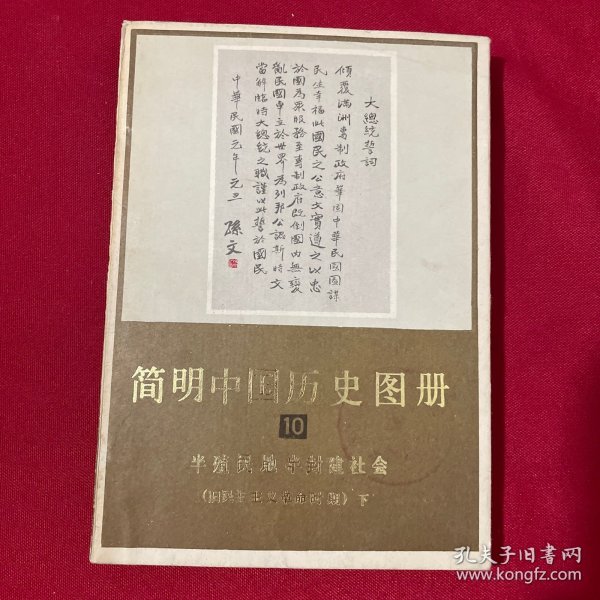 大總統誓詞
傾覆滿洲專制政府鞏固中華民國圖謀
民生幸福此國民之公意文實遵之以忠
於國為眾服務至專制政府既倒國內無變
亂民國卓立於世界為列邦公認斯時文
當解臨時大總統之職謹以此誓於國民
中華民國元年元旦 孫文
简明中国历史图册
10
半殖民地半封建社会
(旧民主主义革命时期)下
孔夫子旧书网
www.kongfz.com